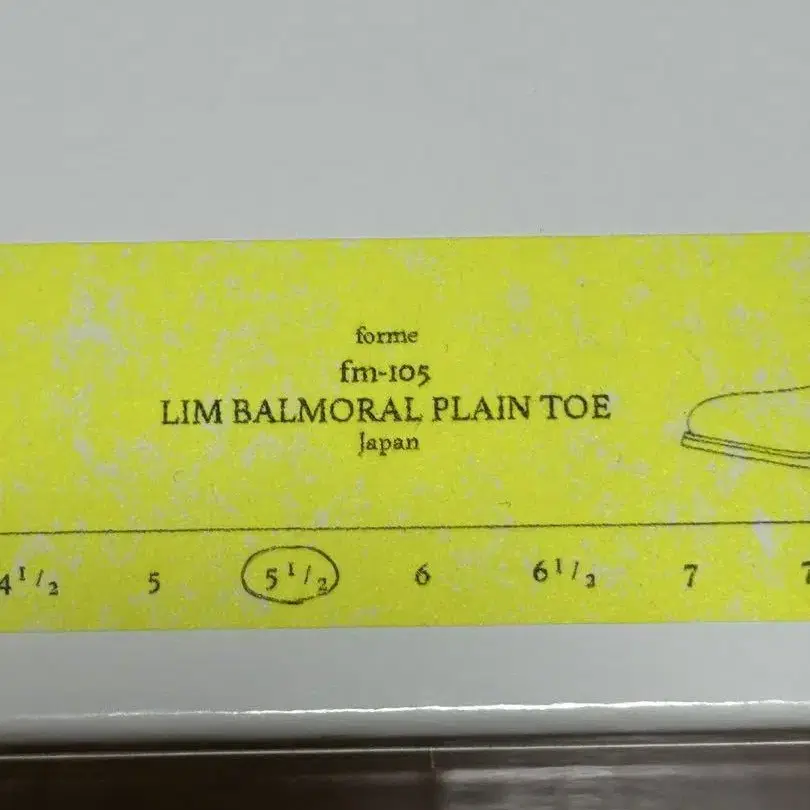 forme
fm-105
LIM BALMORAL PLAIN TOE
Japan
4 1/2 5 5 1/2 6 6 1/2 7